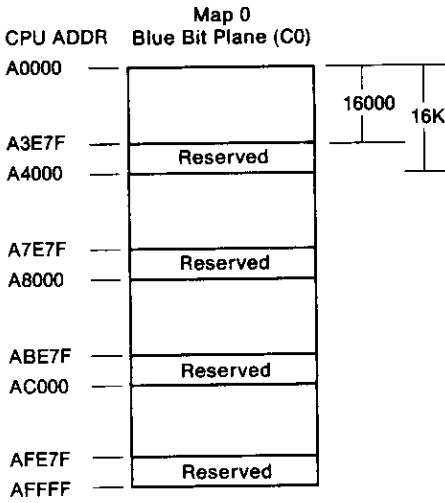 Map 0
CPU ADDR Blue Bit Plane (C0)
A0000
16000
16K
A3E7F
Reserved
A4000
A7E7F
Reserved
A8000
ABE7F
Reserved
AC000
AFE7F
Reserved
AFFFF